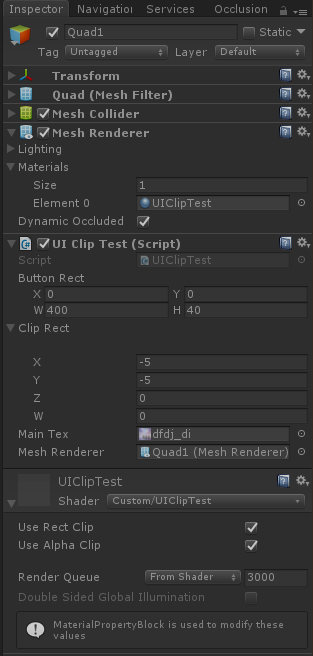 Inspector Navigation Services Occlusion
Quad1 Static
Tag Untagged Layer Default
Transform
Quad (Mesh Filter)
Mesh Collider
Mesh Renderer
Lighting
Materials
Size 1
Element 0 UIClipTest
Dynamic Occluded
UI Clip Test (Script)
Script UIClipTest
Button Rect
X 0 Y 0
W 400 H 40
Clip Rect
X -5
Y -5
Z 0
W 0
Main Tex dfdj_di
Mesh Renderer Quad1 (Mesh Renderer)
UIClipTest
Shader Custom/UIClipTest
Use Rect Clip
Use Alpha Clip
Render Queue From Shader 3000
Double Sided Global Illumination
MaterialPropertyBlock is used to modify these
values